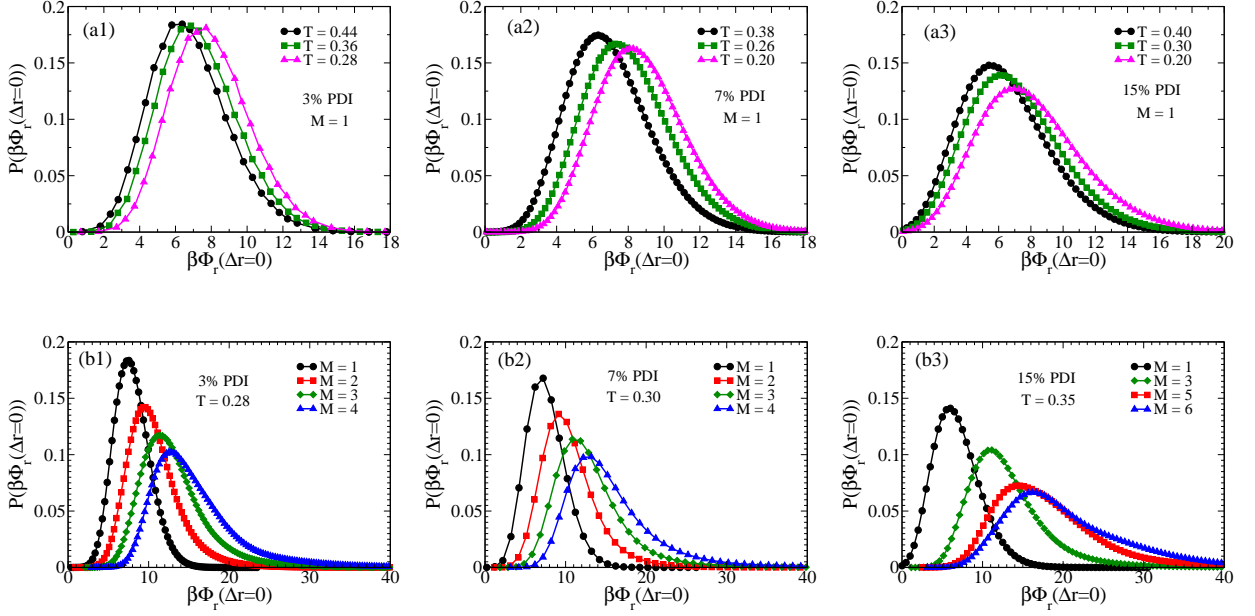 (a1)
T = 0.44
T = 0.36
T = 0.28
3% PDI
M = 1
P(βΦr(Δr=0))
0.2
0.15
0.1
0.05
0
0 2 4 6 8 10 12 14 16 18
βΦr(Δr=0)
(a2)
T = 0.38
T = 0.26
T = 0.20
7% PDI
M = 1
P(βΦr(Δr=0))
0.2
0.15
0.1
0.05
0
0 2 4 6 8 10 12 14 16 18
βΦr(Δr=0)
(a3)
T = 0.40
T = 0.30
T = 0.20
15% PDI
M = 1
P(βΦr(Δr=0))
0.2
0.15
0.1
0.05
0
0 2 4 6 8 10 12 14 16 18 20
βΦr(Δr=0)
(b1)
M = 1
M = 2
M = 3
M = 4
3% PDI
T = 0.28
P(βΦr(Δr=0))
0.2
0.15
0.1
0.05
0
0 10 20 30 40
βΦr(Δr=0)
(b2)
M = 1
M = 2
M = 3
M = 4
7% PDI
T = 0.30
P(βΦr(Δr=0))
0.2
0.15
0.1
0.05
0
0 10 20 30 40
βΦr(Δr=0)
(b3)
M = 1
M = 3
M = 5
M = 6
15% PDI
T = 0.35
P(βΦr(Δr=0))
0.2
0.15
0.1
0.05
0
0 10 20 30 40
βΦr(Δr=0)